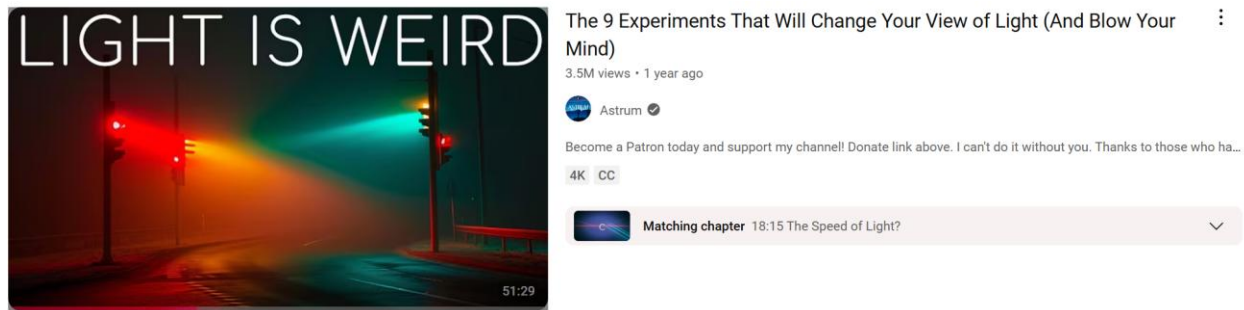 LIGHT IS WEIRD
51:29
The 9 Experiments That Will Change Your View of Light (And Blow Your
Mind)
3.5M views • 1 year ago
ASTRUM
Astrum
Become a Patron today and support my channel! Donate link above. I can't do it without you. Thanks to those who ha...
4K CC
C
Matching chapter 18:15 The Speed of Light?